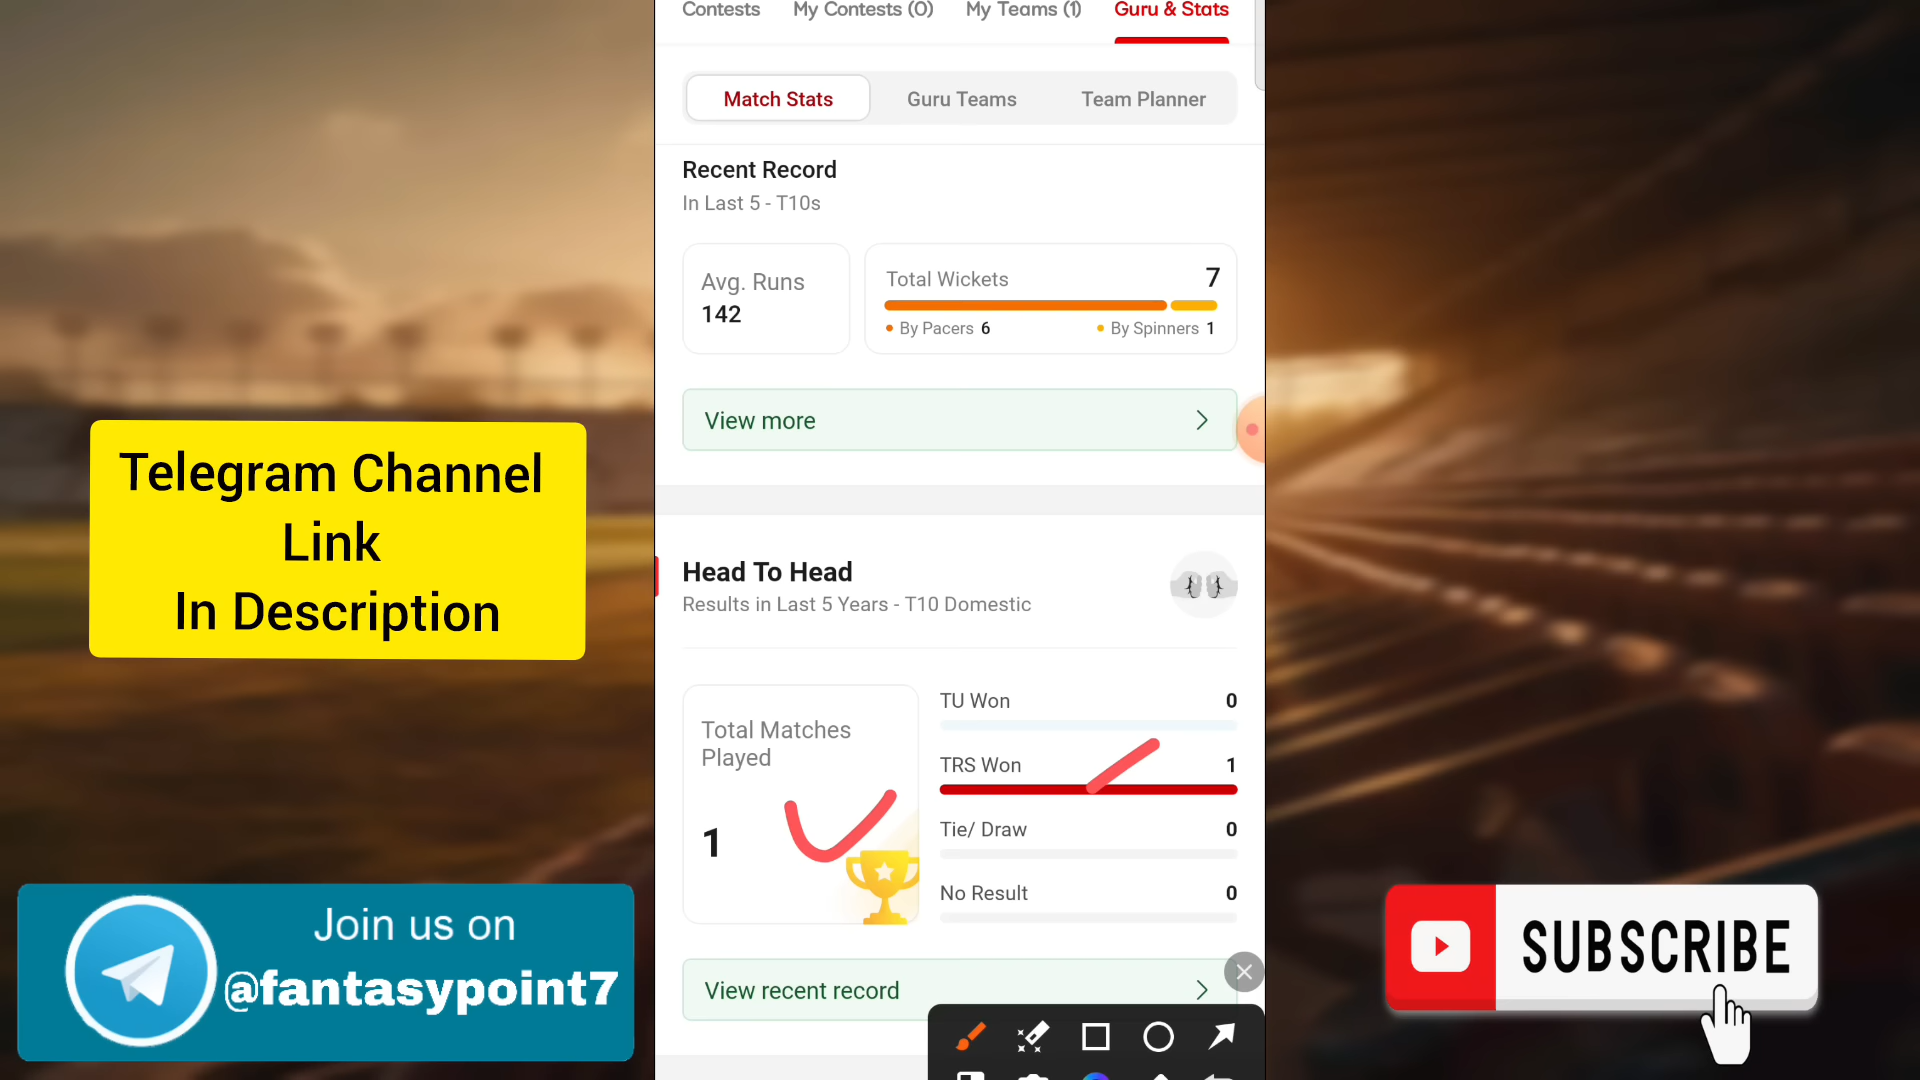 Contests My Contests (0) My Teams (1) Guru & Stats
Match Stats Guru Teams Team Planner
Recent Record
In Last 5 - T10s
Avg. Runs
142
Total Wickets 7
By Pacers 6 By Spinners 1
View more
Head To Head
Results in Last 5 Years - T10 Domestic
Total Matches
Played
1
TU Won 0
TRS Won 1
Tie/ Draw 0
No Result 0
View recent record
Telegram Channel
Link
In Description
Join us on
@fantasypoint7
SUBSCRIBE